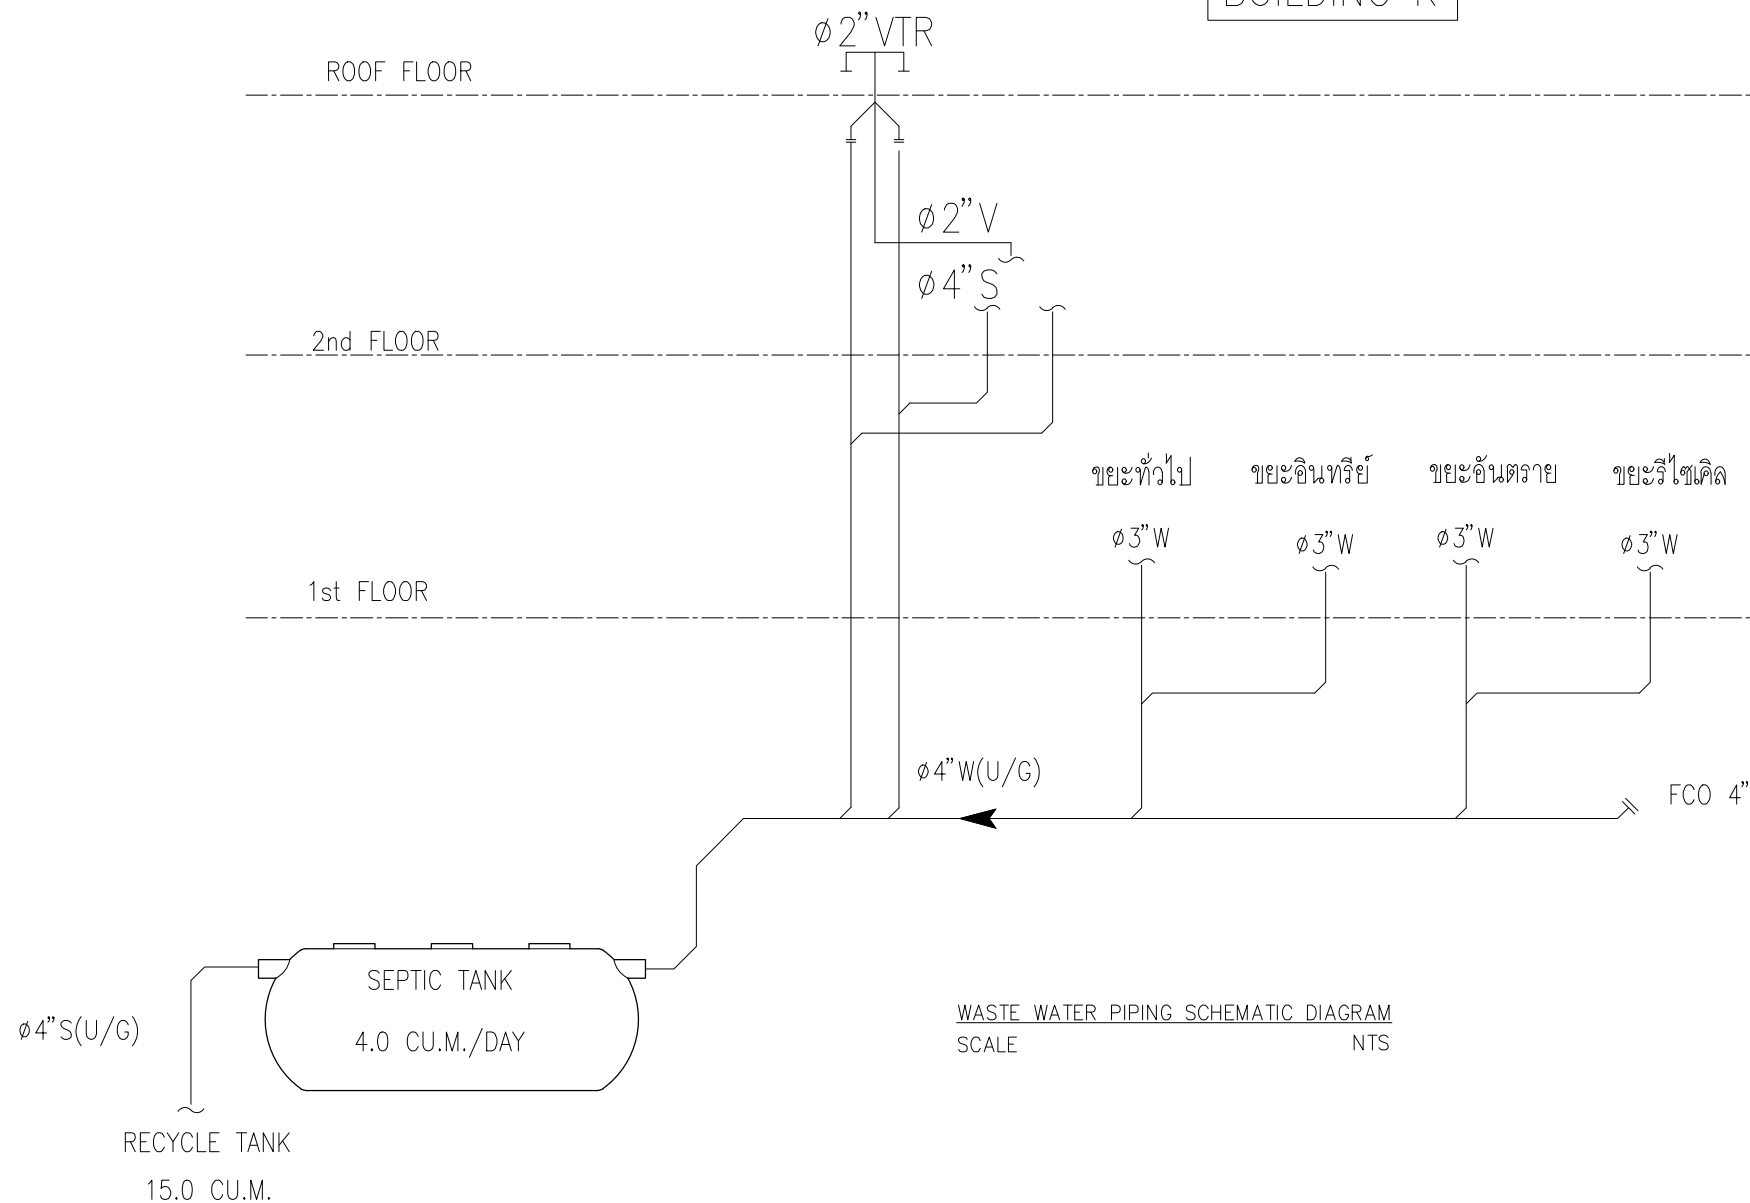 BUILDING K
ø2"VTR
ROOF FLOOR
ø2"V
ø4"S
2nd FLOOR
ขยะทั่วไป ขยะอินทรีย์ ขยะอันตราย ขยะรีไซเคิล
ø3"W ø3"W ø3"W ø3"W
1st FLOOR
ø4"W(U/G)
FCO 4"
SEPTIC TANK
4.0 CU.M./DAY
ø4"S(U/G)
WASTE WATER PIPING SCHEMATIC DIAGRAM
SCALE NTS
RECYCLE TANK
15.0 CU.M.